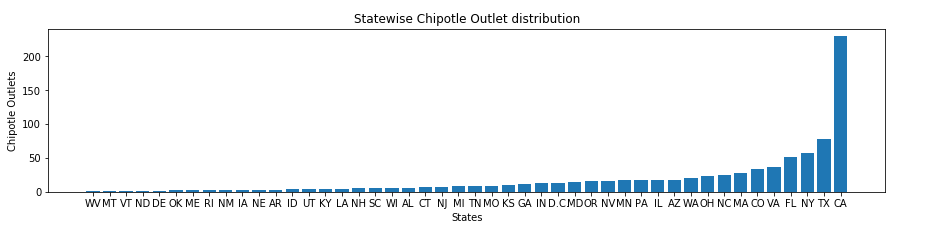 Statewise Chipotle Outlet distribution
Chipotle Outlets
200
150
100
50
0
WV MT VT ND DE OK ME RI NM IA NE AR ID UT KY LA NH SC WI AL CT NJ MI TN MO KS GA IN D.C. MD OR NV MN PA IL AZ WA OH NC MA CO VA FL NY TX CA
States